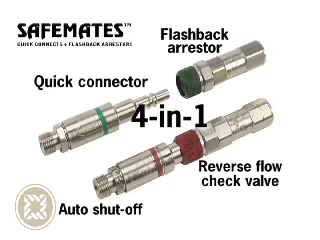 SAFEMATES™
QUICK CONNECTS + FLASHBACK ARRESTORS
Flashback
arrestor
Quick connector
4-in-1
Reverse flow
check valve
Auto shut-off